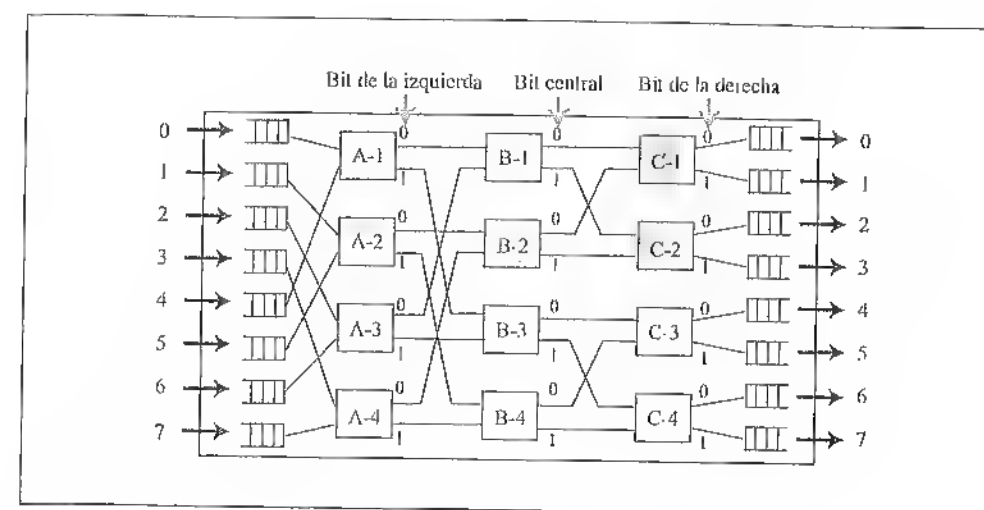 Bit de la izquierda Bit central Bit de la derecha
0 0 0 0 0
A-1 B-1 C-1
1 1 1 1 1
2 0 0 0 2
A-2 B-2 C-2
3 1 1 1 3
4 0 0 0 4
A-3 B-3 C-3
5 1 1 1 5
6 0 0 0 6
A-4 B-4 C-4
7 1 1 1 7